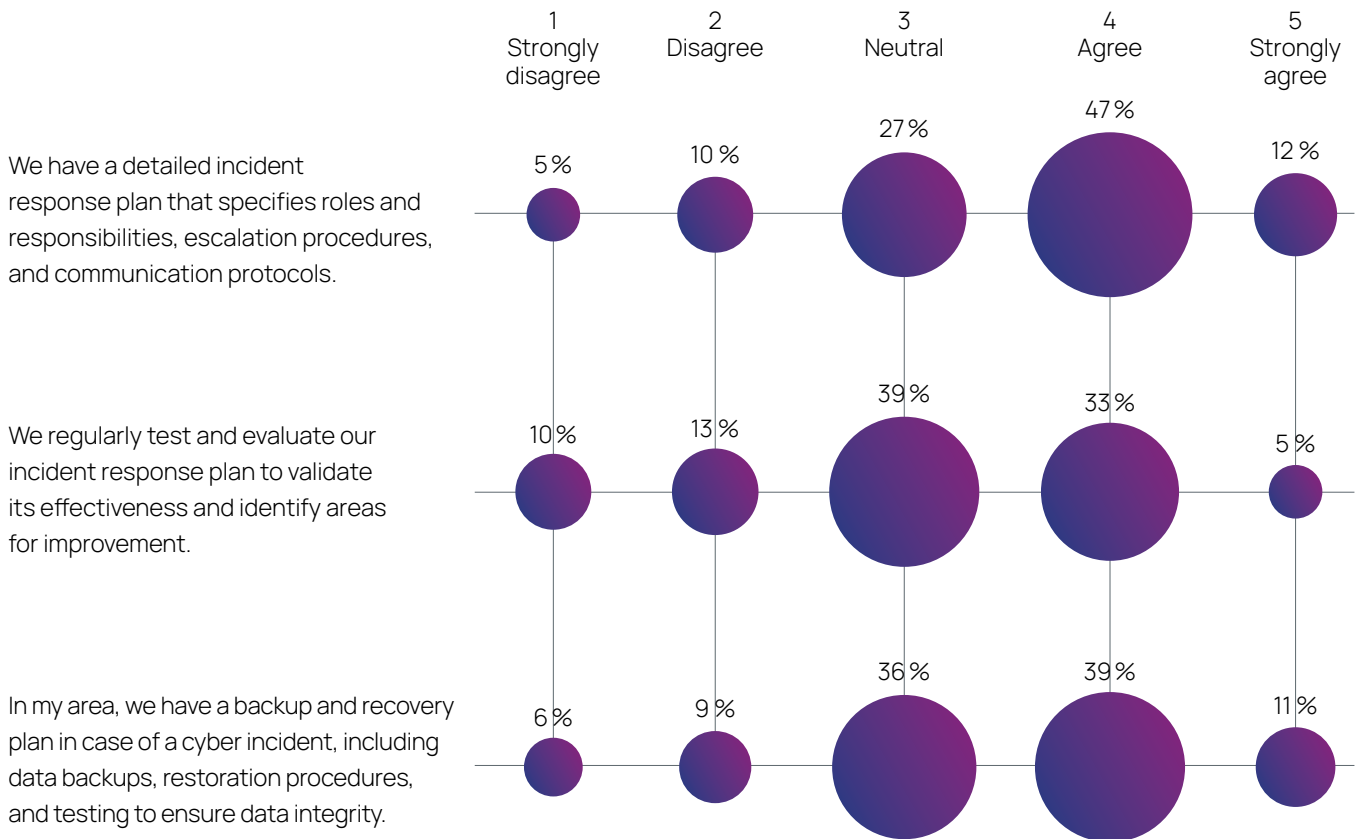 1
Strongly
disagree
2
Disagree
3
Neutral
4
Agree
5
Strongly
agree
We have a detailed incident
response plan that specifies roles and
responsibilities, escalation procedures,
and communication protocols.
5 %
10 %
27 %
47 %
12 %
We regularly test and evaluate our
incident response plan to validate
its effectiveness and identify areas
for improvement.
10 %
13 %
39 %
33 %
5 %
In my area, we have a backup and recovery
plan in case of a cyber incident, including
data backups, restoration procedures,
and testing to ensure data integrity.
6 %
9 %
36 %
39 %
11 %